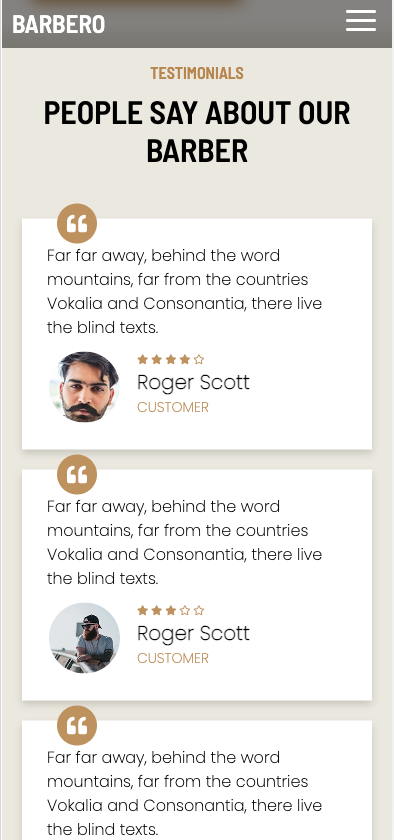 BARBERO
TESTIMONIALS
PEOPLE SAY ABOUT OUR
BARBER
Far far away, behind the word
mountains, far from the countries
Vokalia and Consonantia, there live
the blind texts.
Roger Scott
CUSTOMER
Far far away, behind the word
mountains, far from the countries
Vokalia and Consonantia, there live
the blind texts.
Roger Scott
CUSTOMER
Far far away, behind the word
mountains, far from the countries
Vokalia and Consonantia, there live
the blind texts.